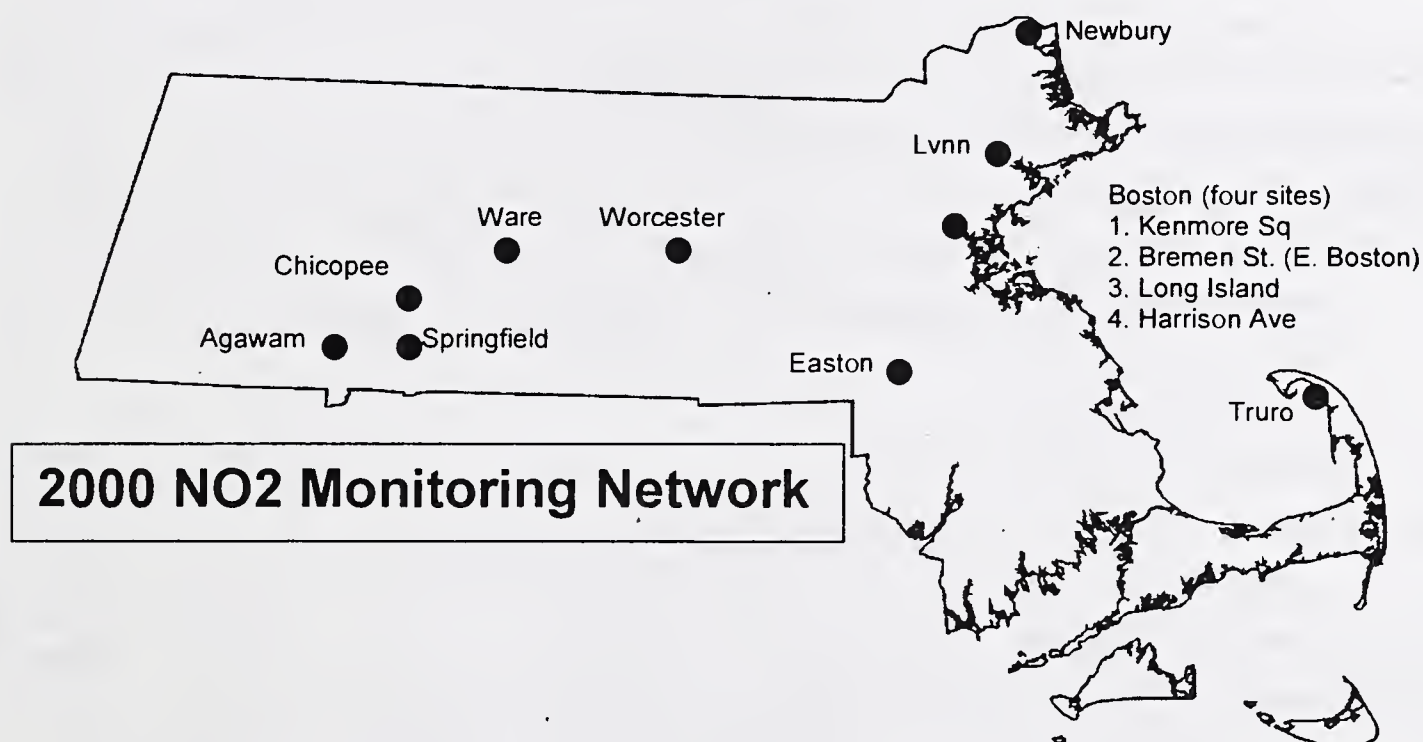 Newbury
Lvnn
Boston (four sites)
1. Kenmore Sq
2. Bremen St. (E. Boston)
3. Long Island
4. Harrison Ave
Ware
Worcester
Chicopee
Agawam
Springfield
Easton
Truro
2000 NO2 Monitoring Network